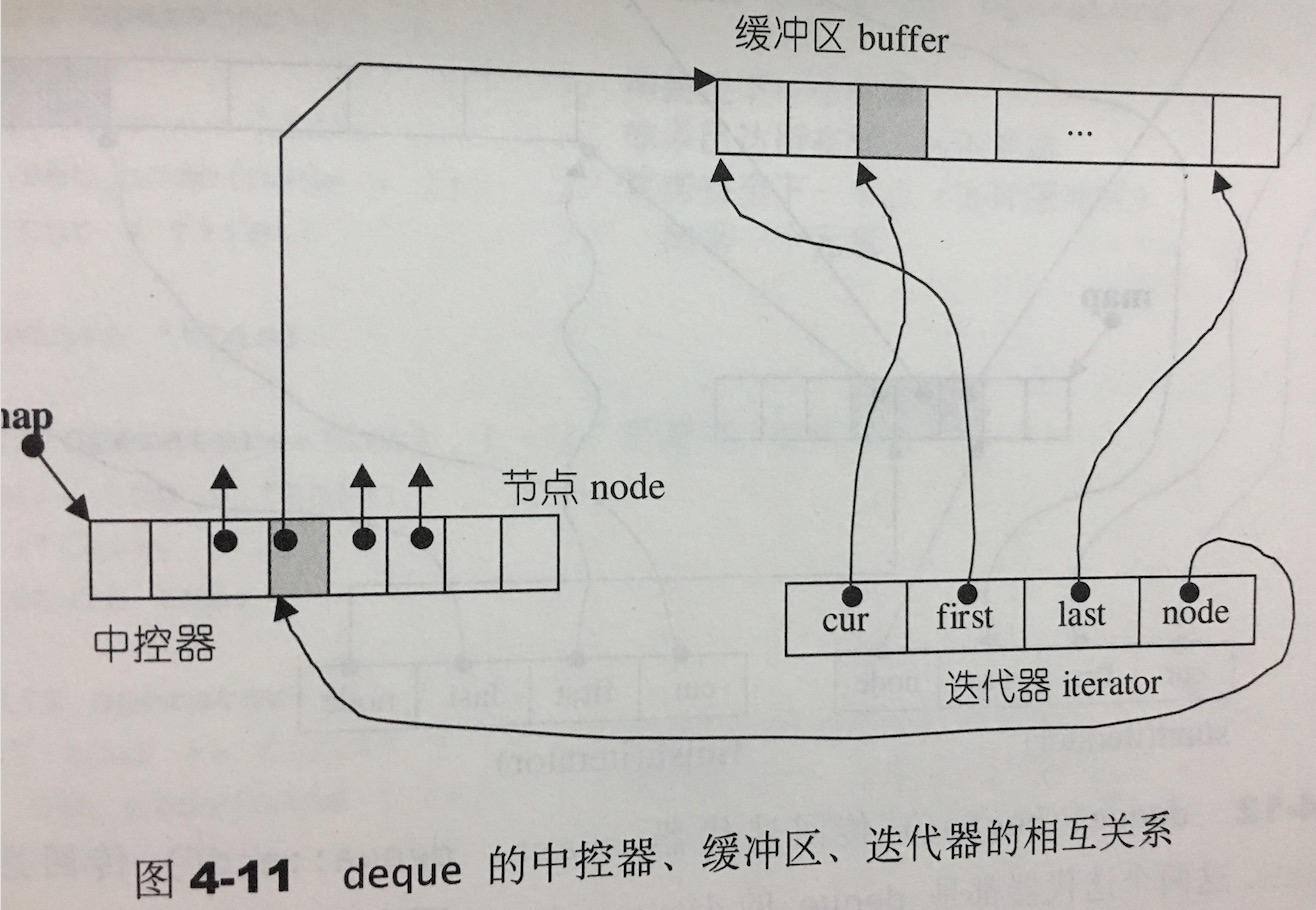 缓冲区 buffer
...
map
节点 node
中控器
cur first last node
迭代器 iterator
图 4-11 deque 的中控器、缓冲区、迭代器的相互关系